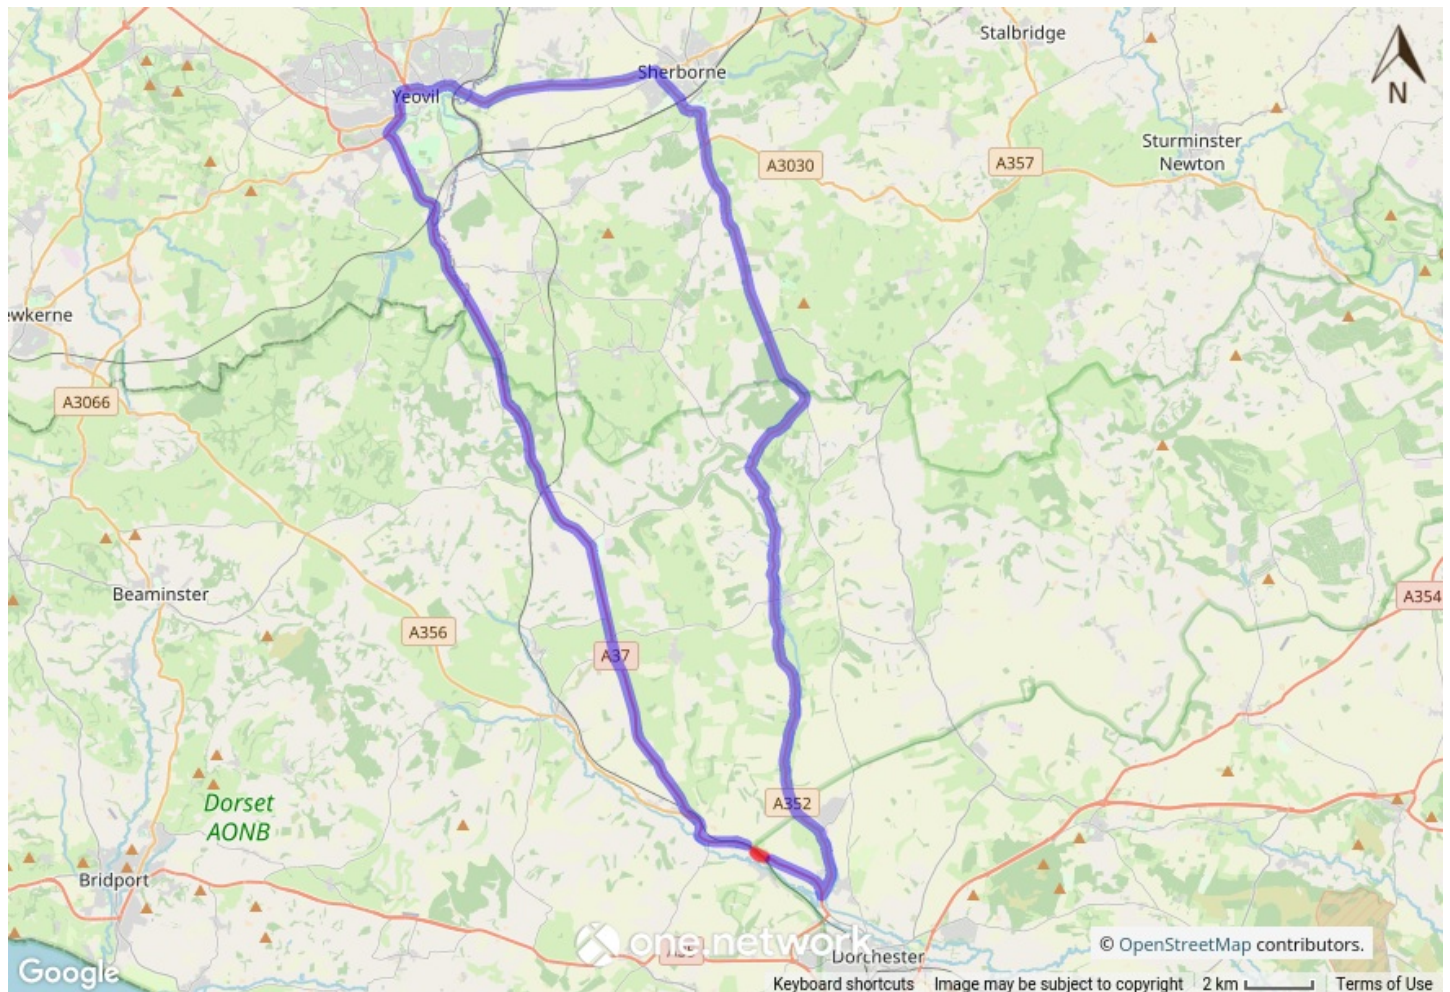 Stalbridge
N
Sherborne
Yeovil
Sturminster
Newton
A3030
A357
ewkerne
A3066
Beaminster
A354
A356
A37
Dorset
AONB
A352
Bridport
one.network
A35
Dorchester
© OpenStreetMap contributors.
Google
Keyboard shortcuts
Image may be subject to copyright
2 km
Terms of Use